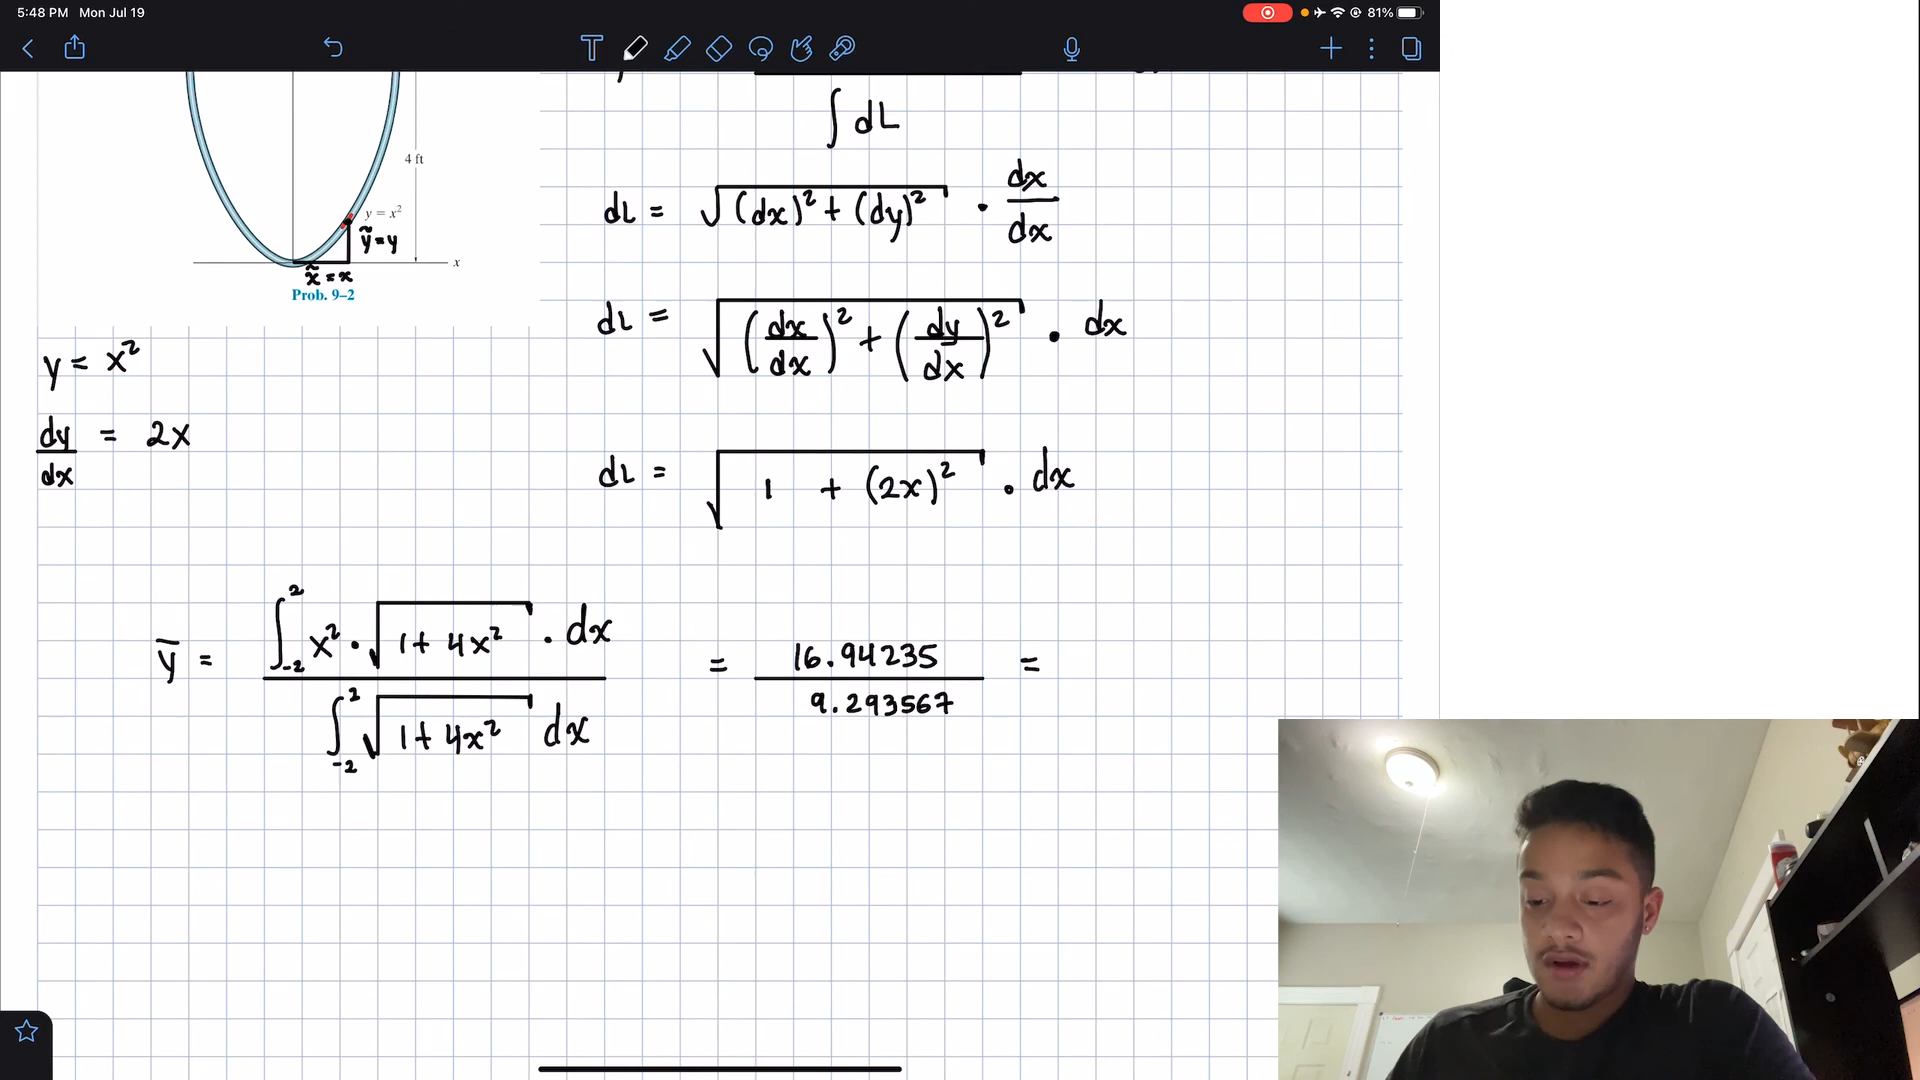 5:48 PM Mon Jul 19
81%
T
∫ dL
4 ft
y = x²
ỹ = y
x
x̃ = x
Prob. 9–2
dL = √(dx)² + (dy)² · dx/dx
dL = √(dx/dx)² + (dy/dx)² · dx
y = x²
dy/dx = 2x
dL = √1 + (2x)² · dx
ȳ = ∫₋₂² x² · √1 + 4x² · dx / ∫₋₂² √1 + 4x² dx = 16.94235 / 9.293567 =